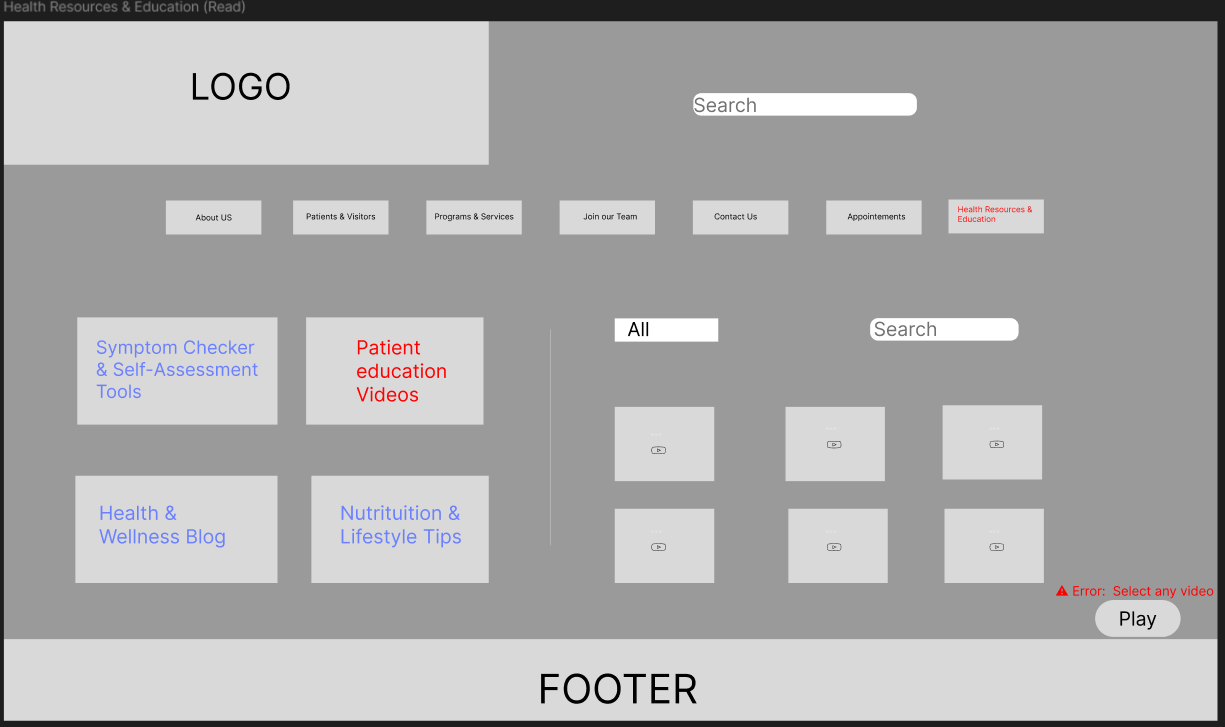 Health Resources & Education (Read)
LOGO
Search
About US
Patients & Visitors
Programs & Services
Join our Team
Contact Us
Appointements
Health Resources &
Education
Symptom Checker
& Self-Assessment
Tools
Patient
education
Videos
Health &
Wellness Blog
Nutrituition &
Lifestyle Tips
All
Search
Error: Select any video
Play
FOOTER